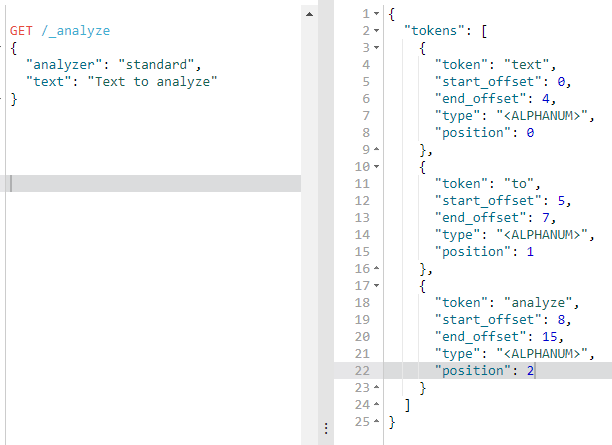 GET /_analyze
{
"analyzer": "standard",
"text": "Text to analyze"
}
1 {
2 "tokens": [
3 {
4 "token": "text",
5 "start_offset": 0,
6 "end_offset": 4,
7 "type": "<ALPHANUM>",
8 "position": 0
9 },
10 {
11 "token": "to",
12 "start_offset": 5,
13 "end_offset": 7,
14 "type": "<ALPHANUM>",
15 "position": 1
16 },
17 {
18 "token": "analyze",
19 "start_offset": 8,
20 "end_offset": 15,
21 "type": "<ALPHANUM>",
22 "position": 2
23 }
24 ]
25 }